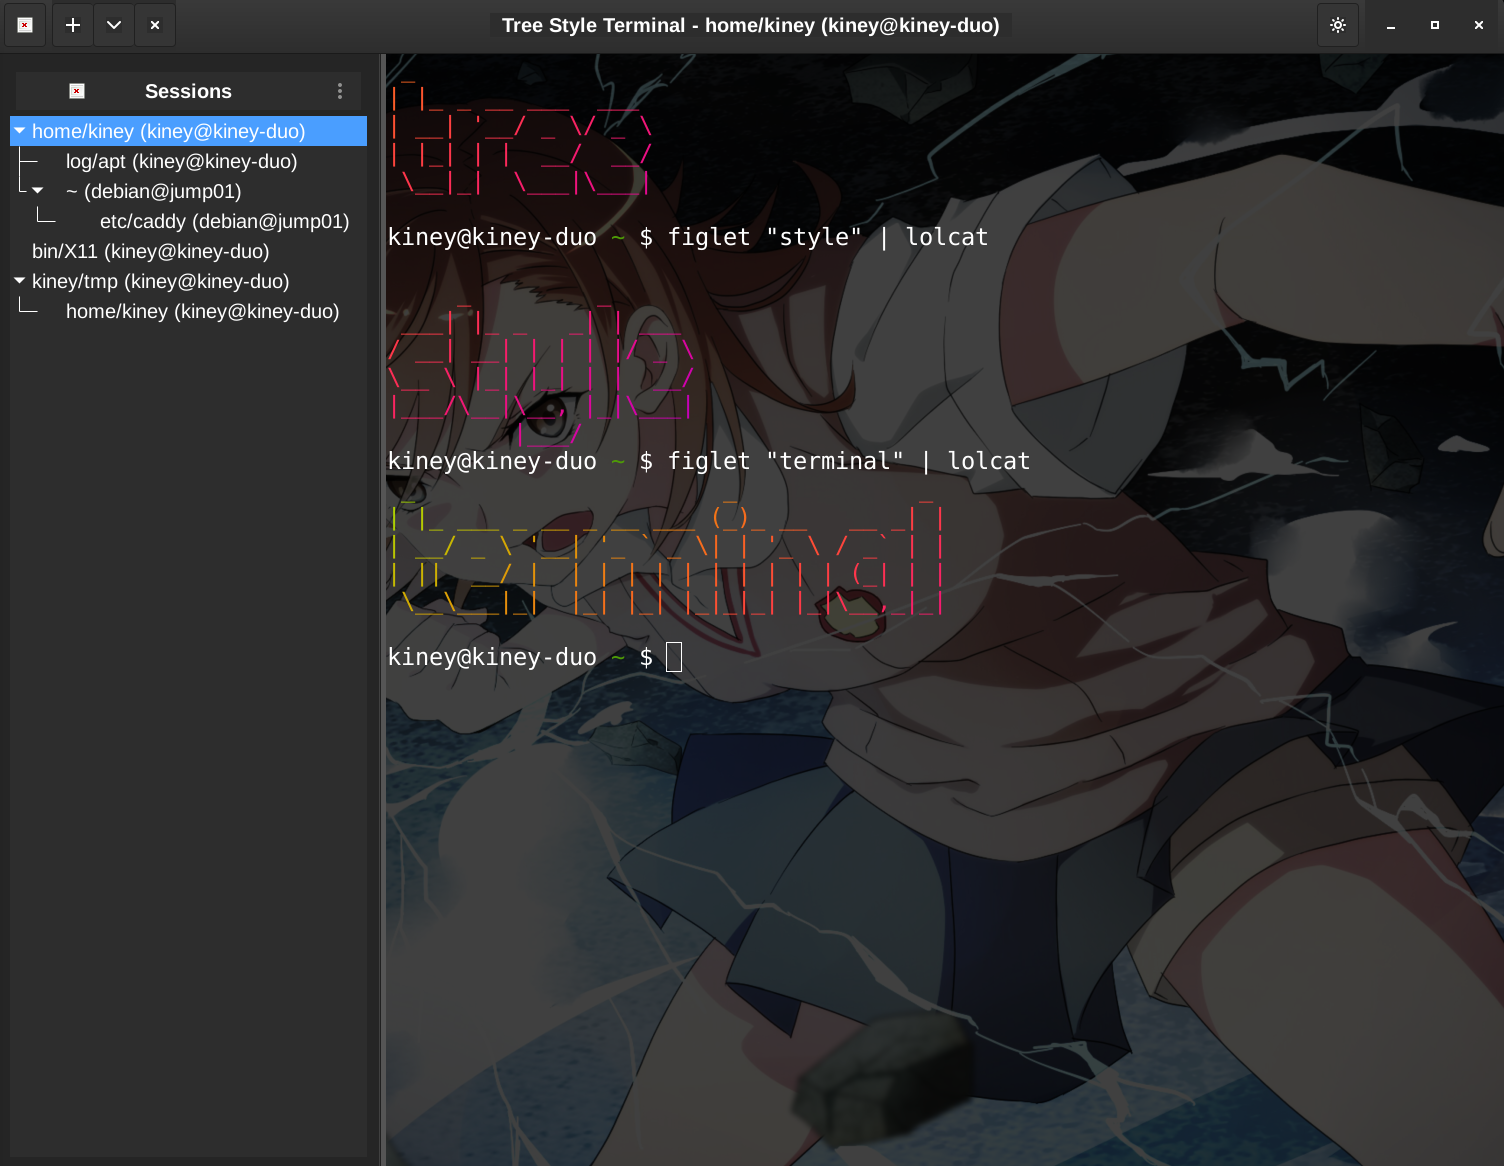 Tree Style Terminal - home/kiney (kiney@kiney-duo)
Sessions
home/kiney (kiney@kiney-duo)
log/apt (kiney@kiney-duo)
~ (debian@jump01)
etc/caddy (debian@jump01)
bin/X11 (kiney@kiney-duo)
kiney/tmp (kiney@kiney-duo)
home/kiney (kiney@kiney-duo)
tree
kiney@kiney-duo ~ $ figlet "style" | lolcat
style
kiney@kiney-duo ~ $ figlet "terminal" | lolcat
terminal
kiney@kiney-duo ~ $